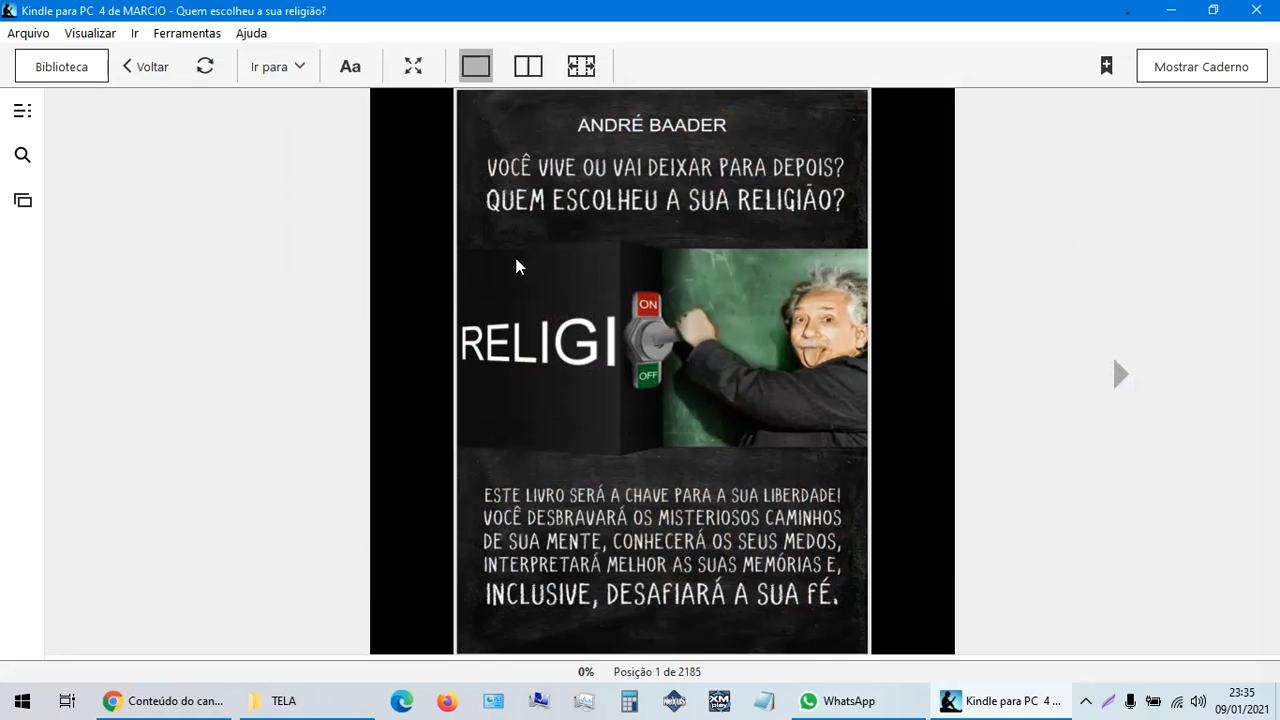 Kindle para PC 4 de MARCIO - Quem escolheu a sua religião?
Arquivo Visualizar Ir Ferramentas Ajuda
Biblioteca Voltar Ir para Aa Mostrar Caderno
ANDRÉ BAADER
VOCÊ VIVE OU VAI DEIXAR PARA DEPOIS?
QUEM ESCOLHEU A SUA RELIGIÃO?
ON
RELIGI
OFF
ESTE LIVRO SERÁ A CHAVE PARA A SUA LIBERDADE!
VOCÊ DESBRAVARÁ OS MISTERIOSOS CAMINHOS
DE SUA MENTE, CONHECERÁ OS SEUS MEDOS,
INTERPRETARÁ MELHOR AS SUAS MEMÓRIAS E,
INCLUSIVE, DESAFIARÁ A SUA FÉ.
0% Posição 1 de 2185
Conteúdo do can... TELA XM play WhatsApp Kindle para PC 4 ... 23:35
09/01/2021